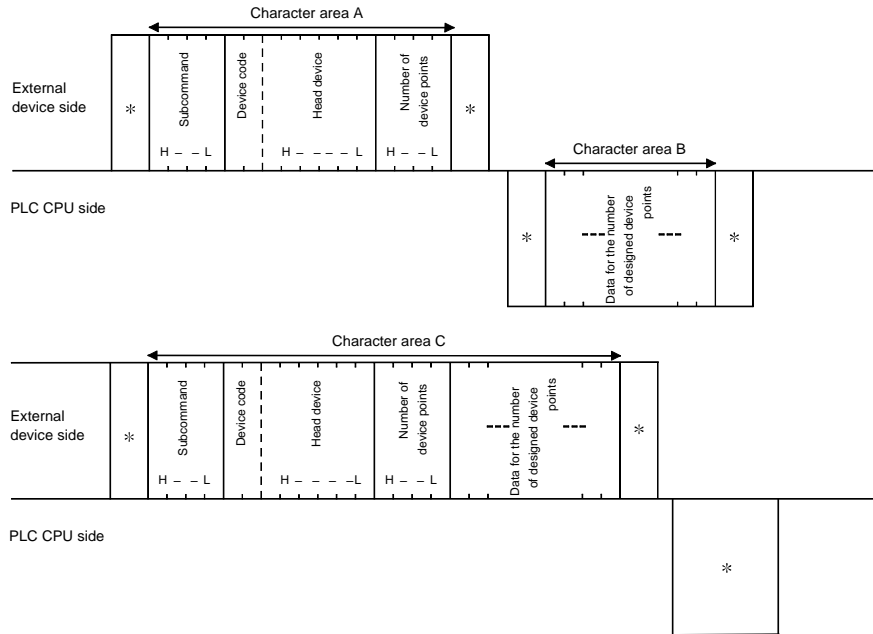 Character area A
External
device side
*
Subcommand
H – – L
Device code
Head device
H – – – – L
Number of
device points
H – – L
*
Character area B
PLC CPU side
*
Data for the number
of designed device
points
*
Character area C
External
device side
*
Subcommand
H – – L
Device code
Head device
H – – – –L
Number of
device points
H – – L
Data for the number
of designed device
points
*
PLC CPU side
*